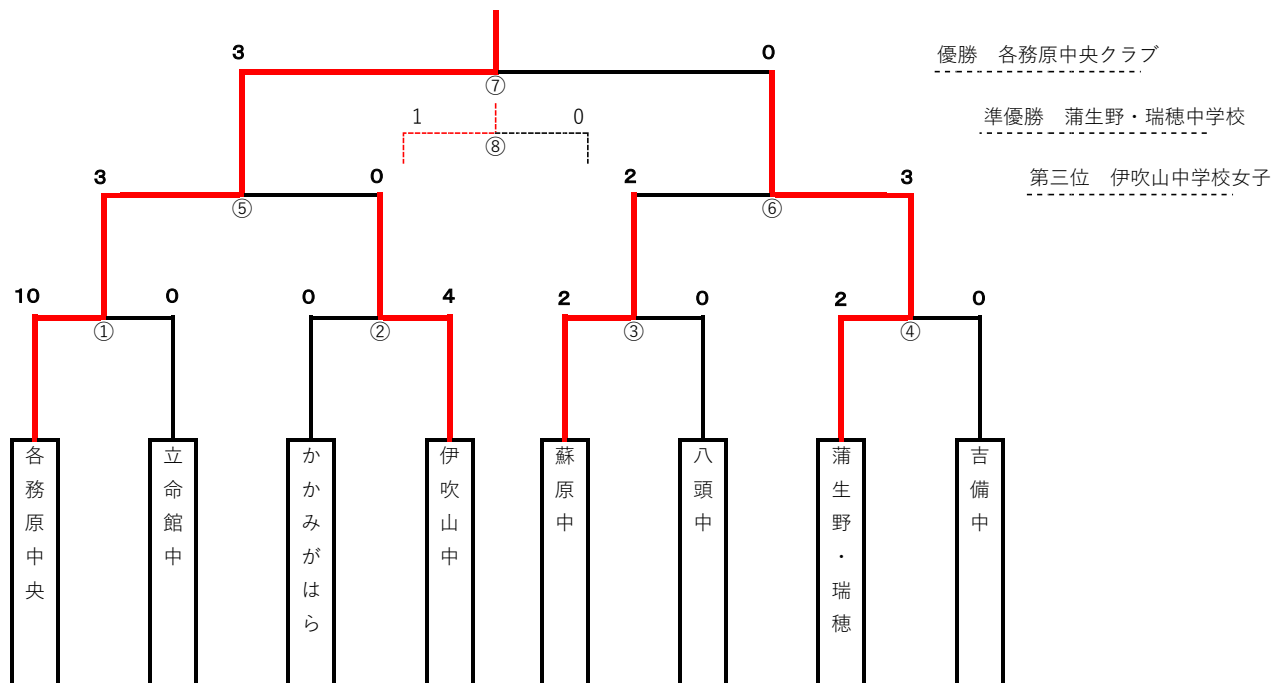 3
0
優勝　各務原中央クラブ
⑦
1
0
⑧
準優勝　蒲生野・瑞穂中学校
3
0
2
3
第三位　伊吹山中学校女子
⑤
⑥
10
0
0
4
2
0
2
0
①
②
③
④
各務原中央
立命館中
かかみがはら
伊吹山中
蘇原中
八頭中
蒲生野・瑞穂
吉備中